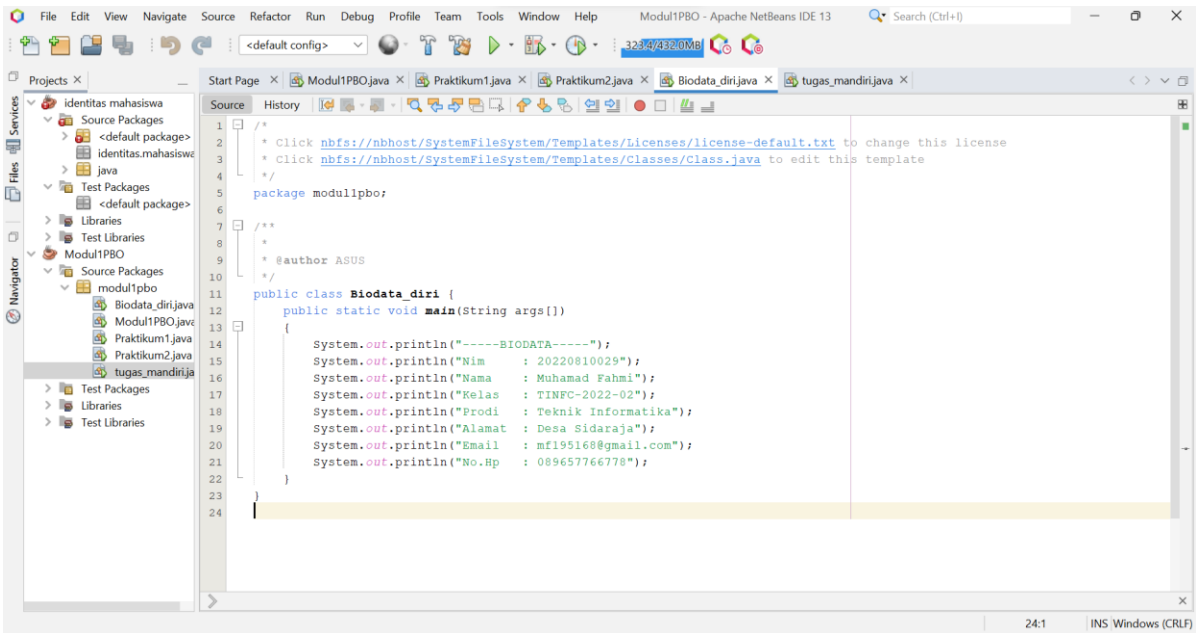 File Edit View Navigate Source Refactor Run Debug Profile Team Tools Window Help Modul1PBO - Apache NetBeans IDE 13 Search (Ctrl+I)
<default config> 323.4/432.0MB
Projects
Start Page Modul1PBO.java Praktikum1.java Praktikum2.java Biodata_diri.java tugas_mandiri.java
Services
Files
Navigator
identitas mahasiswa
Source Packages
<default package>
identitas.mahasiswa
java
Test Packages
<default package>
Libraries
Test Libraries
Modul1PBO
Source Packages
modul1pbo
Biodata_diri.java
Modul1PBO.java
Praktikum1.java
Praktikum2.java
tugas_mandiri.ja
Test Packages
Libraries
Test Libraries
Source History
1 /*
2 * Click nbfs://nbhost/SystemFileSystem/Templates/Licenses/license-default.txt to change this license
3 * Click nbfs://nbhost/SystemFileSystem/Templates/Classes/Class.java to edit this template
4 */
5 package modul1pbo;
6
7 /**
8 *
9 * @author ASUS
10 */
11 public class Biodata_diri {
12 public static void main(String args[])
13 {
14 System.out.println("-----BIODATA-----");
15 System.out.println("Nim : 20220810029");
16 System.out.println("Nama : Muhamad Fahmi");
17 System.out.println("Kelas : TINFC-2022-02");
18 System.out.println("Prodi : Teknik Informatika");
19 System.out.println("Alamat : Desa Sidaraja");
20 System.out.println("Email : mf195168@gmail.com");
21 System.out.println("No.Hp : 089657766778");
22 }
23 }
24
24:1 INS Windows (CRLF)